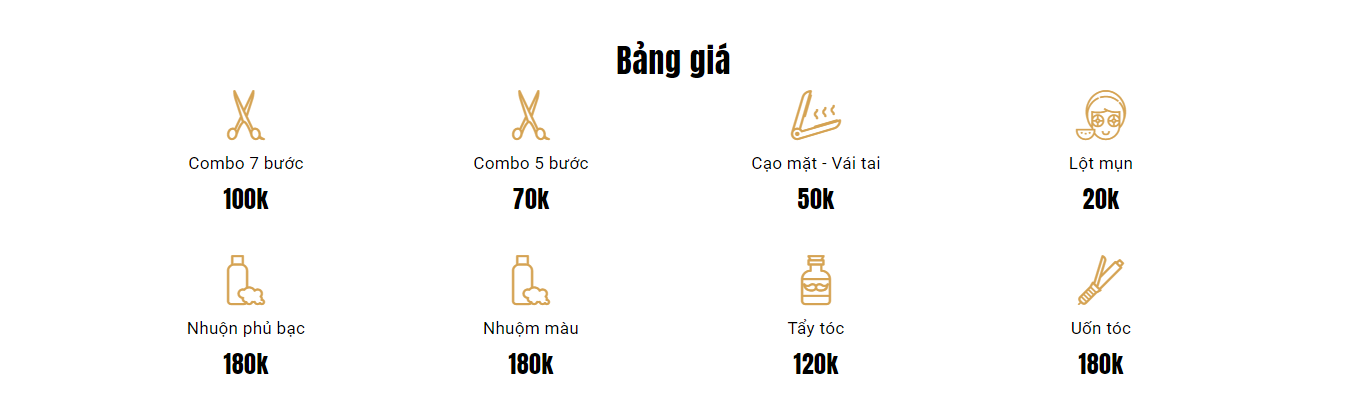 Bảng giá
Combo 7 bước
100k
Combo 5 bước
70k
Cạo mặt - Vái tai
50k
Lột mụn
20k
Nhuộn phủ bạc
180k
Nhuộm màu
180k
Tẩy tóc
120k
Uốn tóc
180k